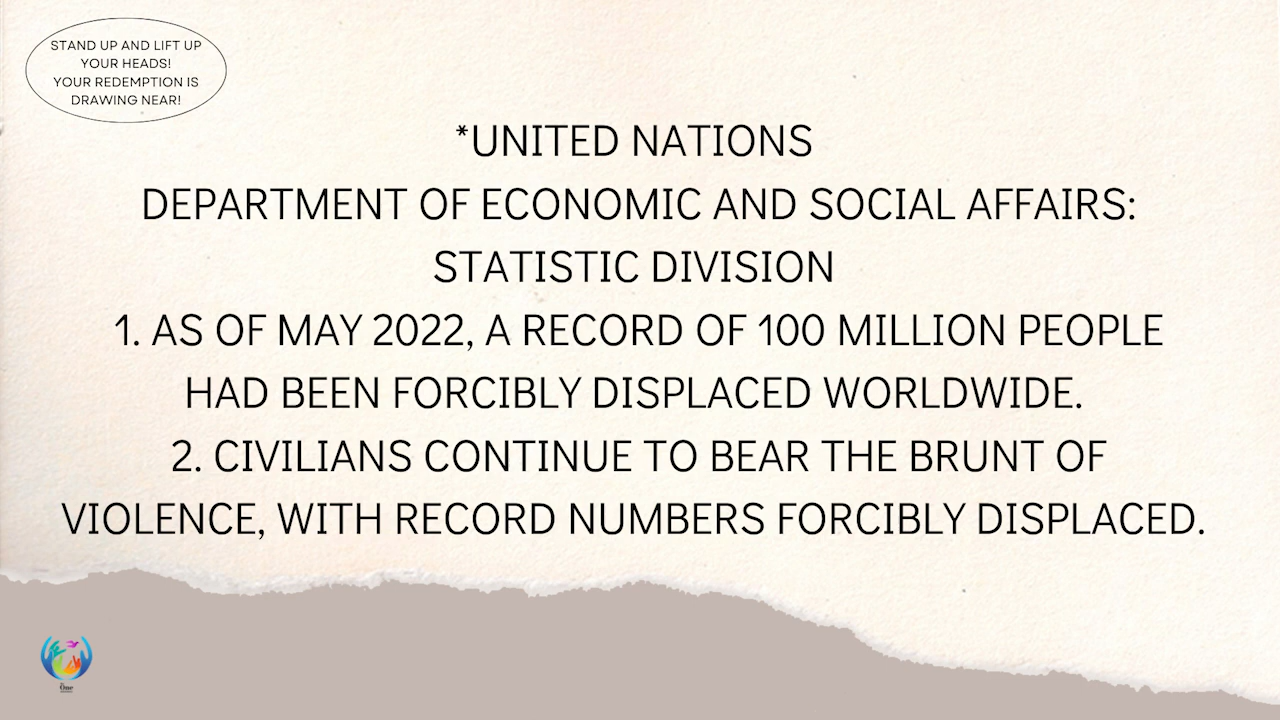 STAND UP AND LIFT UP
YOUR HEADS!
YOUR REDEMPTION IS
DRAWING NEAR!
*UNITED NATIONS
DEPARTMENT OF ECONOMIC AND SOCIAL AFFAIRS:
STATISTIC DIVISION
1. AS OF MAY 2022, A RECORD OF 100 MILLION PEOPLE
HAD BEEN FORCIBLY DISPLACED WORLDWIDE.
2. CIVILIANS CONTINUE TO BEAR THE BRUNT OF
VIOLENCE, WITH RECORD NUMBERS FORCIBLY DISPLACED.
One